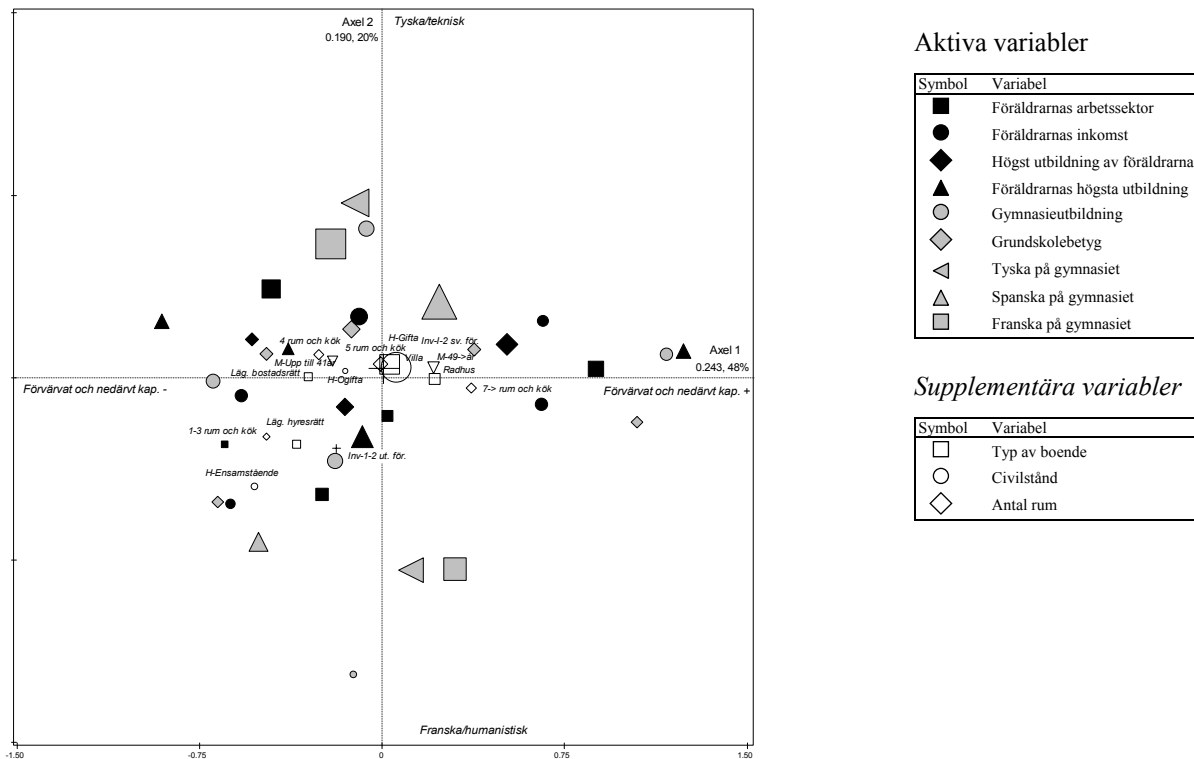 Axel 2
0.190, 20%
Tyska/teknisk
4 rum och kök
5 rum och kök
H-Gifta
Inv-l-2 sv. för.
M-Upp till 41år
Villa
M-49->år
Läg. bostadsrätt
H-Ogifta
Radhus
Axel 1
0.243, 48%
Förvärvat och nedärvt kap. -
7-> rum och kök
Förvärvat och nedärvt kap. +
Läg. hyresrätt
1-3 rum och kök
Inv-1-2 ut. för.
H-Ensamstående
Franska/humanistisk
-1.50
-0.75
0
0.75
1.50
Aktiva variabler
Symbol Variabel
Föräldrarnas arbetssektor
Föräldrarnas inkomst
Högst utbildning av föräldrarna
Föräldrarnas högsta utbildning
Gymnasieutbildning
Grundskolebetyg
Tyska på gymnasiet
Spanska på gymnasiet
Franska på gymnasiet
Supplementära variabler
Symbol Variabel
Typ av boende
Civilstånd
Antal rum